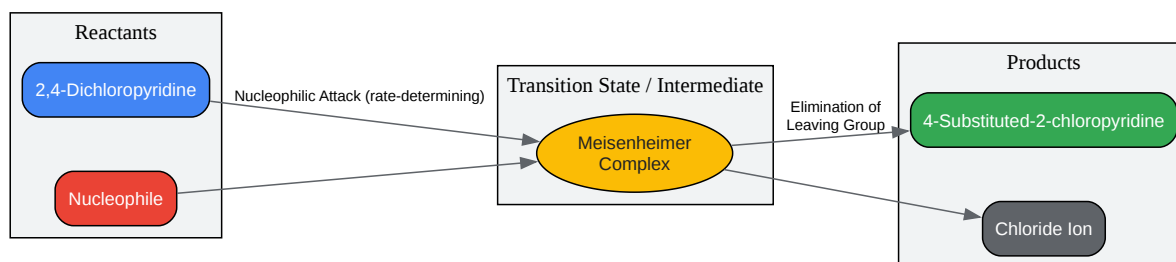 Reactants
2,4-Dichloropyridine
Nucleophile
Nucleophilic Attack (rate-determining)
Transition State / Intermediate
Meisenheimer
Complex
Elimination of
Leaving Group
Products
4-Substituted-2-chloropyridine
Chloride Ion